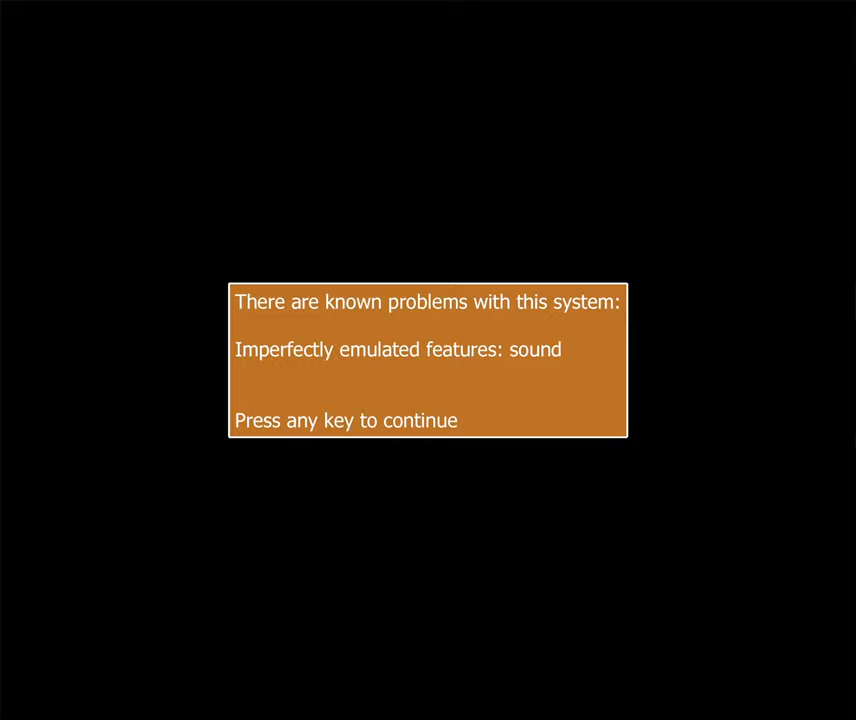 There are known problems with this system:
Imperfectly emulated features: sound
Press any key to continue